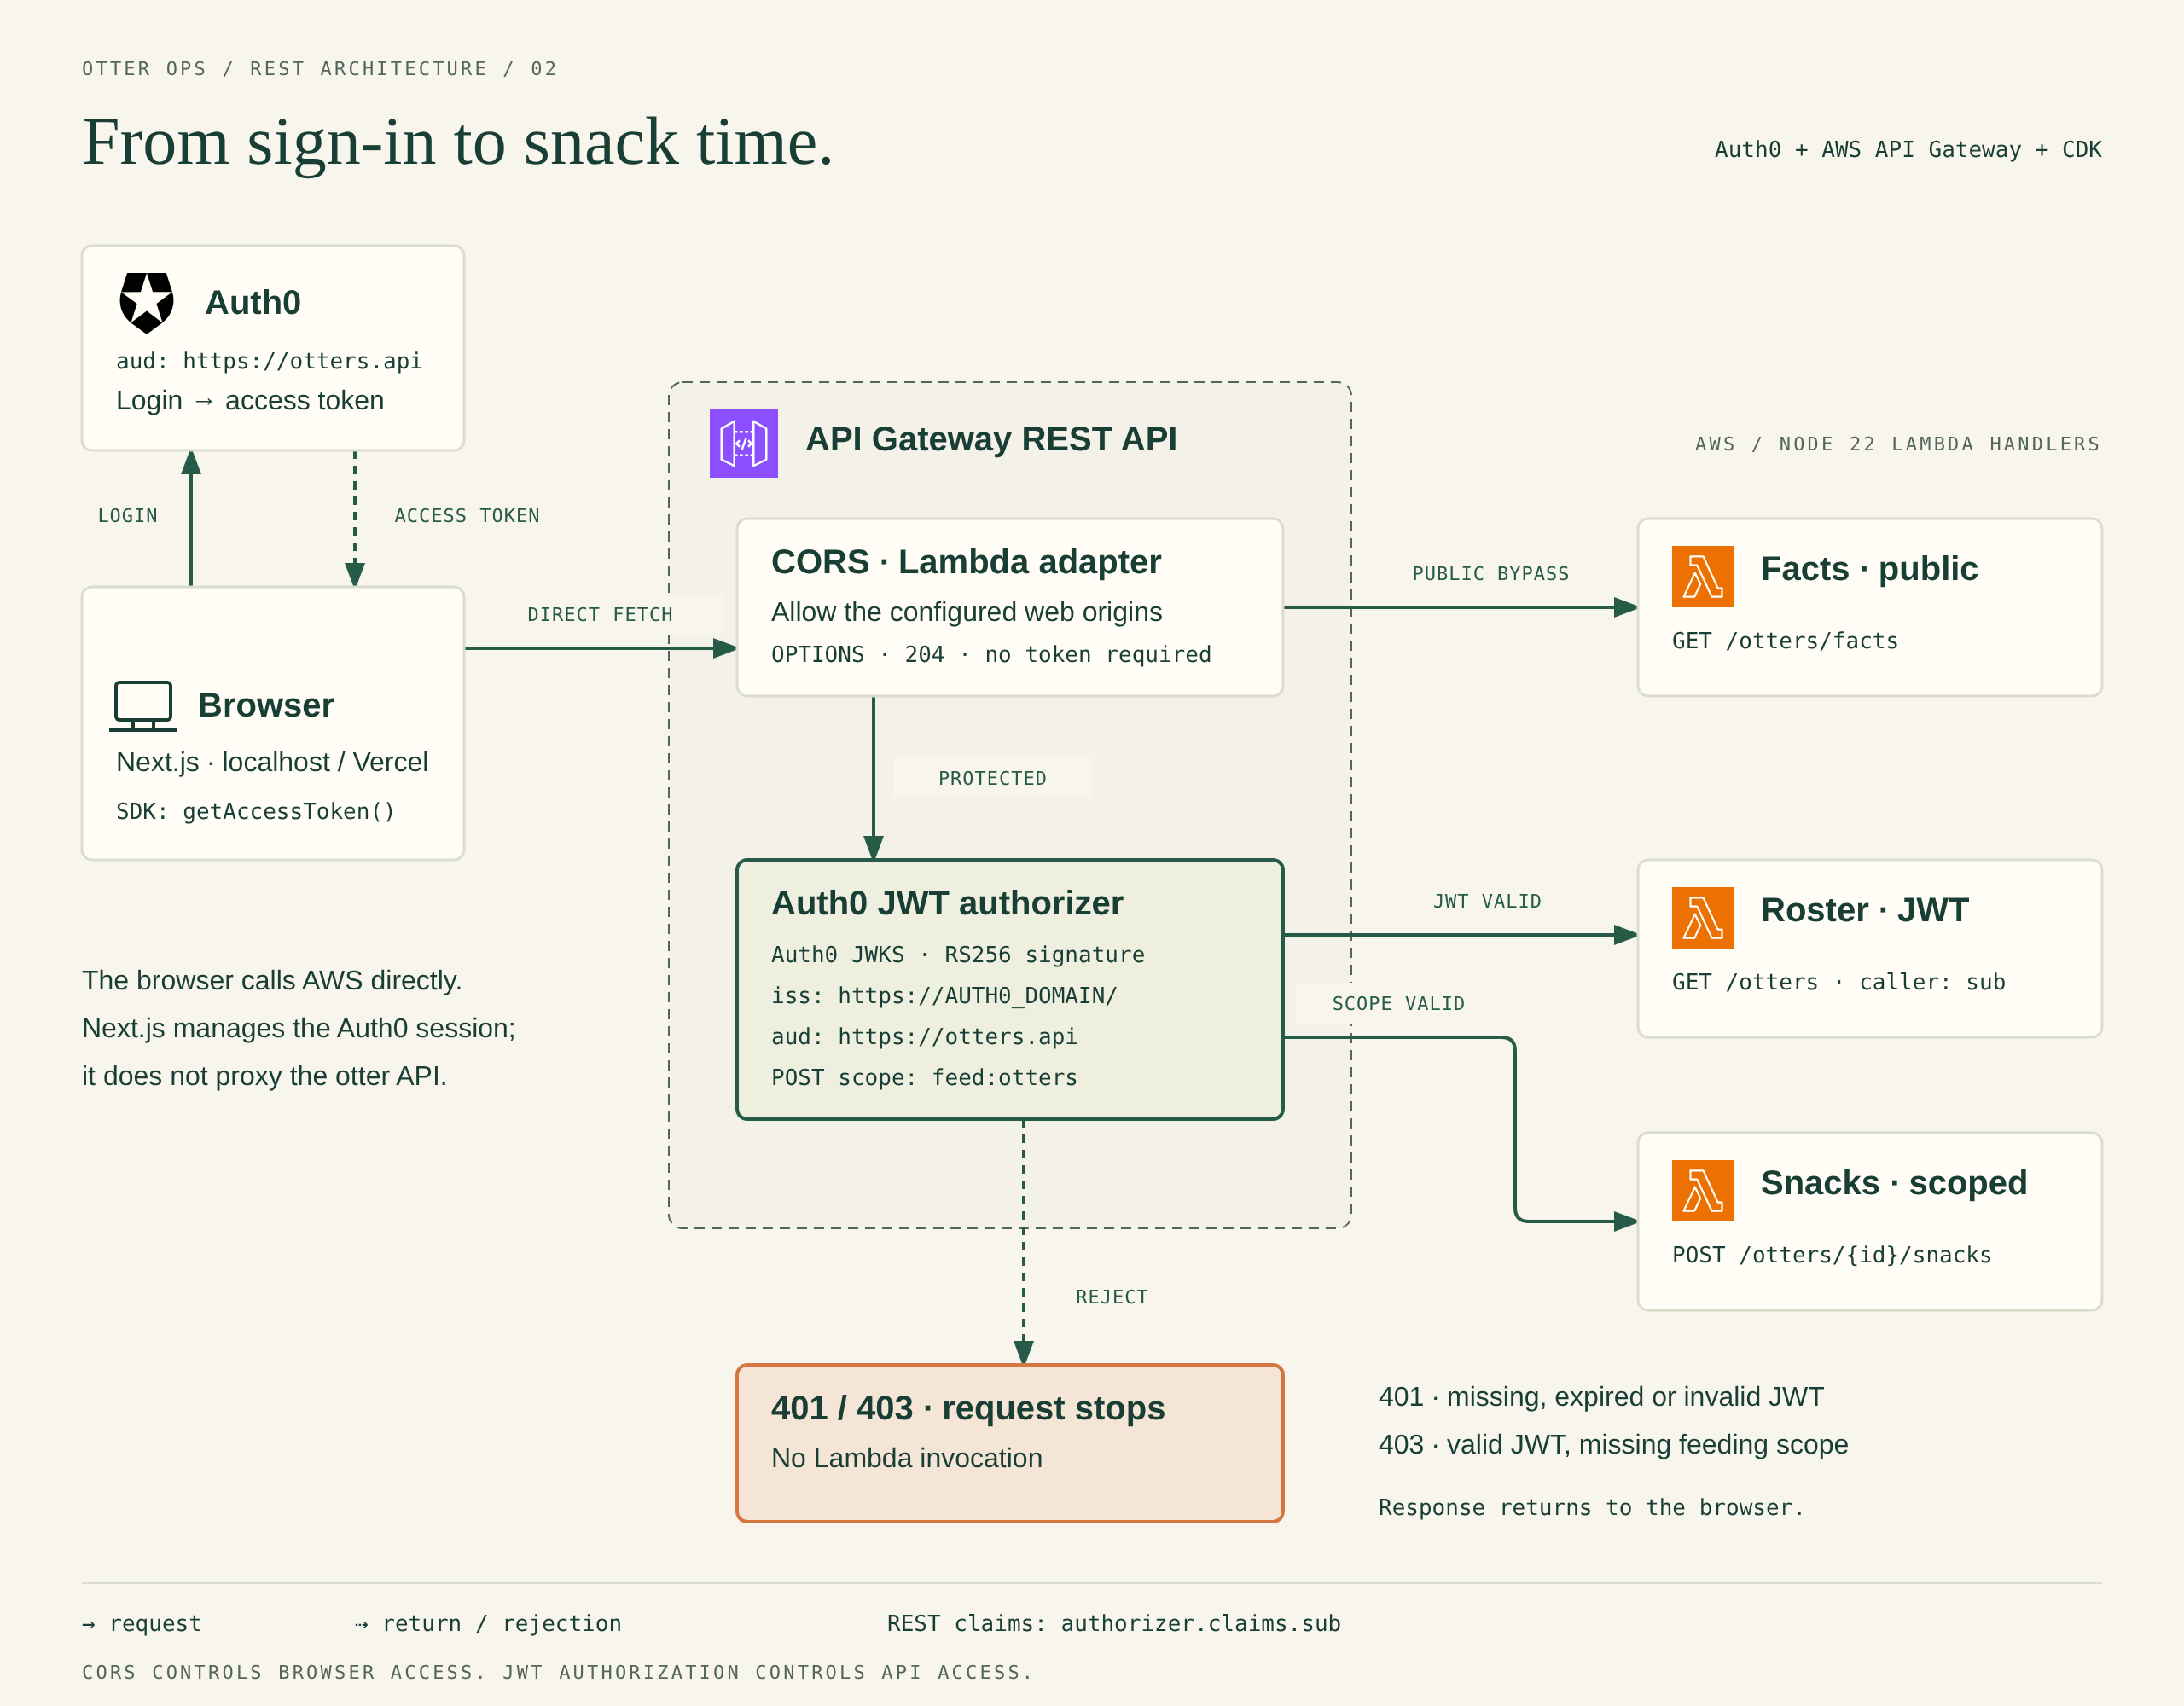 OTTER OPS / REST ARCHITECTURE / 02
From sign-in to snack time.
Auth0 + AWS API Gateway + CDK
Auth0
aud: https://otters.api
Login → access token
LOGIN
ACCESS TOKEN
Browser
Next.js · localhost / Vercel
SDK: getAccessToken()
The browser calls AWS directly.
Next.js manages the Auth0 session;
it does not proxy the otter API.
DIRECT FETCH
API Gateway REST API
CORS · Lambda adapter
Allow the configured web origins
OPTIONS · 204 · no token required
PROTECTED
Auth0 JWT authorizer
Auth0 JWKS · RS256 signature
iss: https://AUTH0_DOMAIN/
aud: https://otters.api
POST scope: feed:otters
PUBLIC BYPASS
JWT VALID
SCOPE VALID
AWS / NODE 22 LAMBDA HANDLERS
Facts · public
GET /otters/facts
Roster · JWT
GET /otters · caller: sub
Snacks · scoped
POST /otters/{id}/snacks
REJECT
401 / 403 · request stops
No Lambda invocation
401 · missing, expired or invalid JWT
403 · valid JWT, missing feeding scope
Response returns to the browser.
→ request
⇢ return / rejection
REST claims: authorizer.claims.sub
CORS CONTROLS BROWSER ACCESS. JWT AUTHORIZATION CONTROLS API ACCESS.